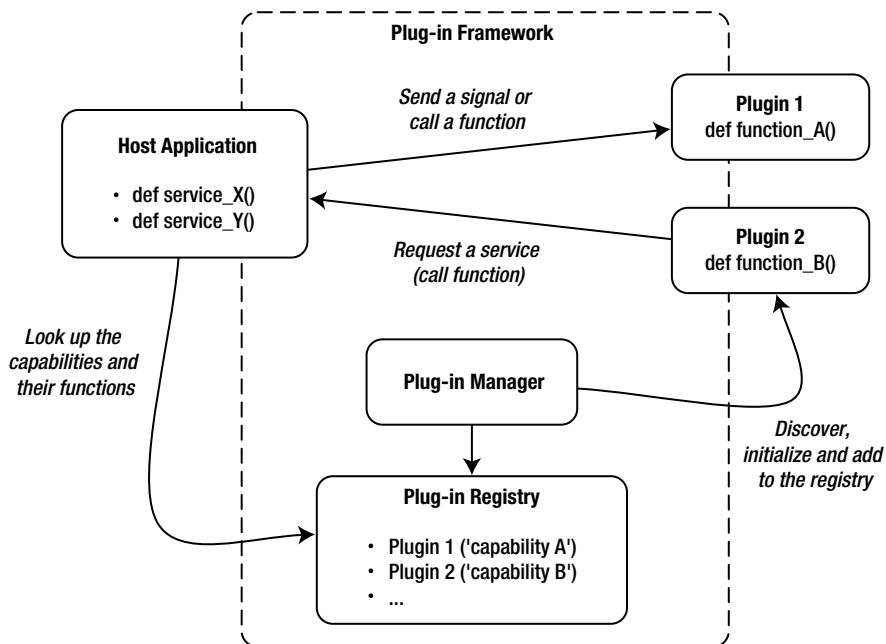 Plug-in Framework
Send a signal or
call a function
Plugin 1
def function_A()
Host Application
• def service_X()
• def service_Y()
Request a service
(call function)
Plugin 2
def function_B()
Look up the
capabilities and
their functions
Plug-in Manager
Discover,
initialize and add
to the registry
Plug-in Registry
• Plugin 1 ('capability A')
• Plugin 2 ('capability B')
• ...